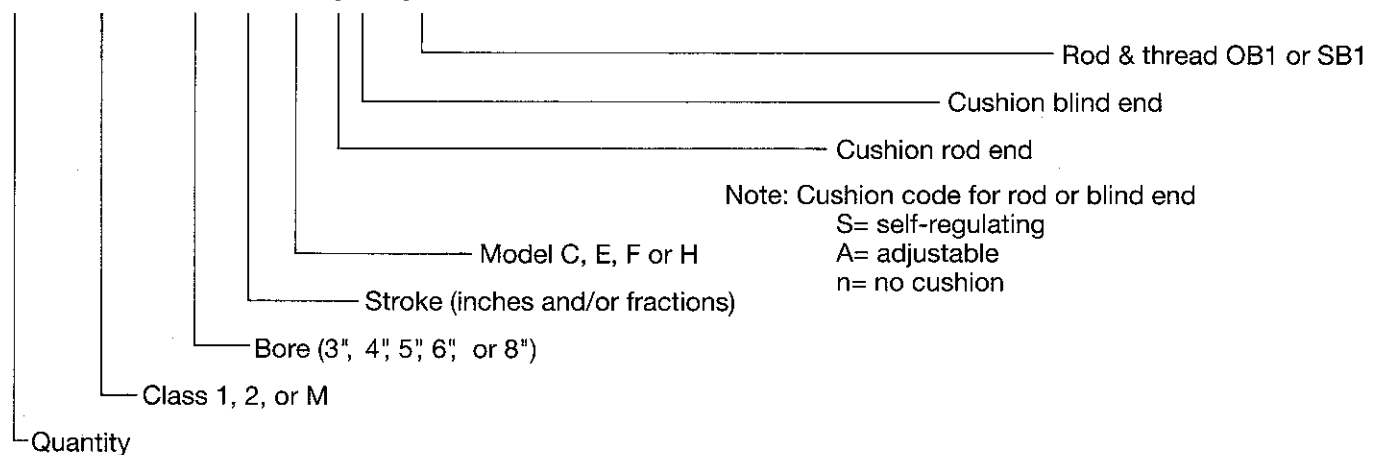 Rod & thread OB1 or SB1
Cushion blind end
Cushion rod end
Note: Cushion code for rod or blind end
S= self-regulating
A= adjustable
n= no cushion
Model C, E, F or H
Stroke (inches and/or fractions)
Bore (3", 4", 5", 6", or 8")
Class 1, 2, or M
Quantity